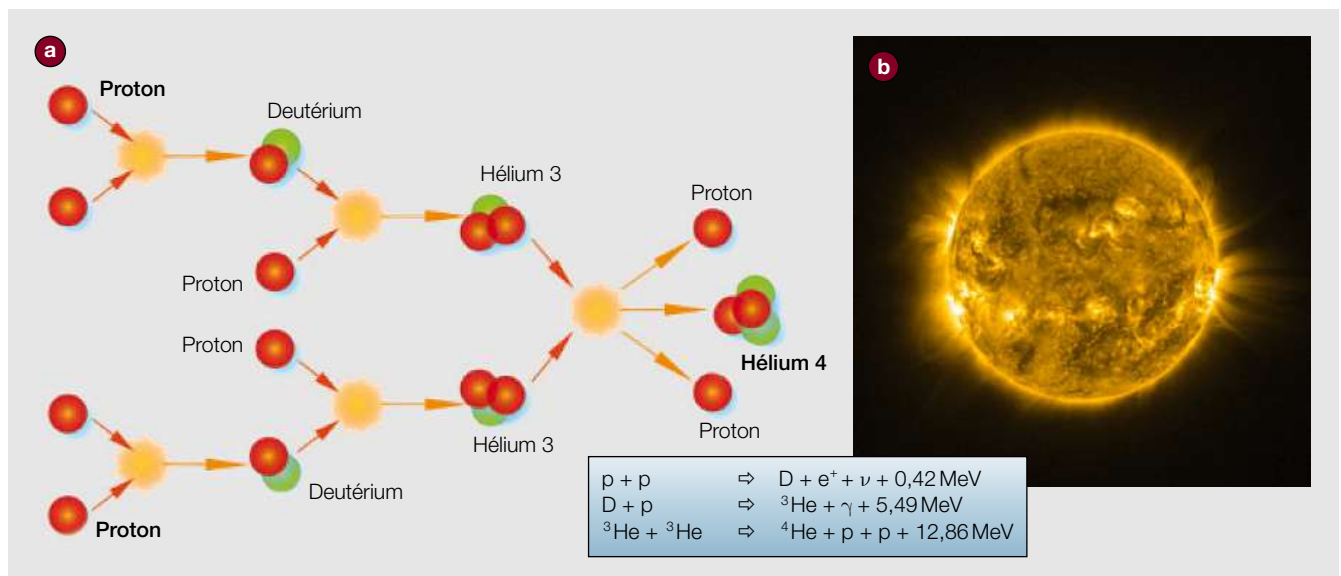 a
b
Proton
Deutérium
Hélium 3
Proton
Proton
Proton
Hélium 4
Proton
Hélium 3
Deutérium
Proton
p + p ⇨ D + e⁺ + ν + 0,42 MeV
D + p ⇨ ³He + γ + 5,49 MeV
³He + ³He ⇨ ⁴He + p + p + 12,86 MeV